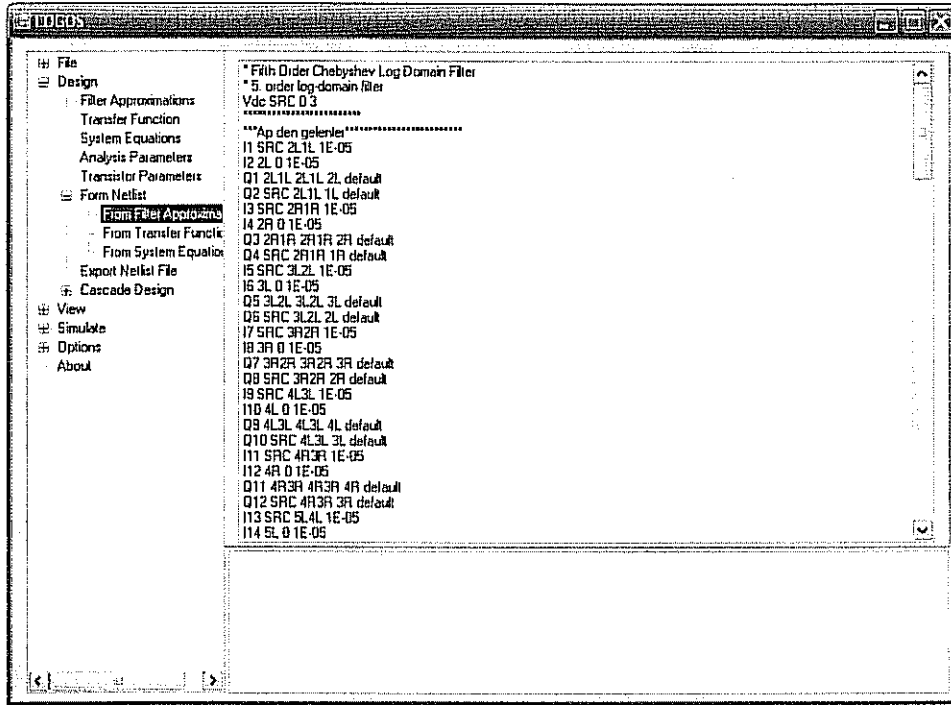 LOGOS
File
Design
Filter Approximations
Transfer Function
System Equations
Analysis Parameters
Transistor Parameters
Form Netlist
From Filter Approxima
From Transfer Functic
From System Equation
Export Netlist File
Cascade Design
View
Simulate
Options
About
* Fifth Order Chebyshev Log Domain Filter
* 5. order log-domain filter
Vdc SRC 0 3
***Ap den gelenler***
I1 SRC 2L1L 1E-05
I2 2L 0 1E-05
Q1 2L1L 2L1L 2L default
Q2 SRC 2L1L 1L default
I3 SRC 2R1R 1E-05
I4 2R 0 1E-05
Q3 2R1R 2R1R 2R default
Q4 SRC 2R1R 1R default
I5 SRC 3L2L 1E-05
I6 3L 0 1E-05
Q5 3L2L 3L2L 3L default
Q6 SRC 3L2L 2L default
I7 SRC 3R2R 1E-05
I8 3R 0 1E-05
Q7 3R2R 3R2R 3R default
Q8 SRC 3R2R 2R default
I9 SRC 4L3L 1E-05
I10 4L 0 1E-05
Q9 4L3L 4L3L 4L default
Q10 SRC 4L3L 3L default
I11 SRC 4R3R 1E-05
I12 4R 0 1E-05
Q11 4R3R 4R3R 4R default
Q12 SRC 4R3R 3R default
I13 SRC 5L4L 1E-05
I14 5L 0 1E-05